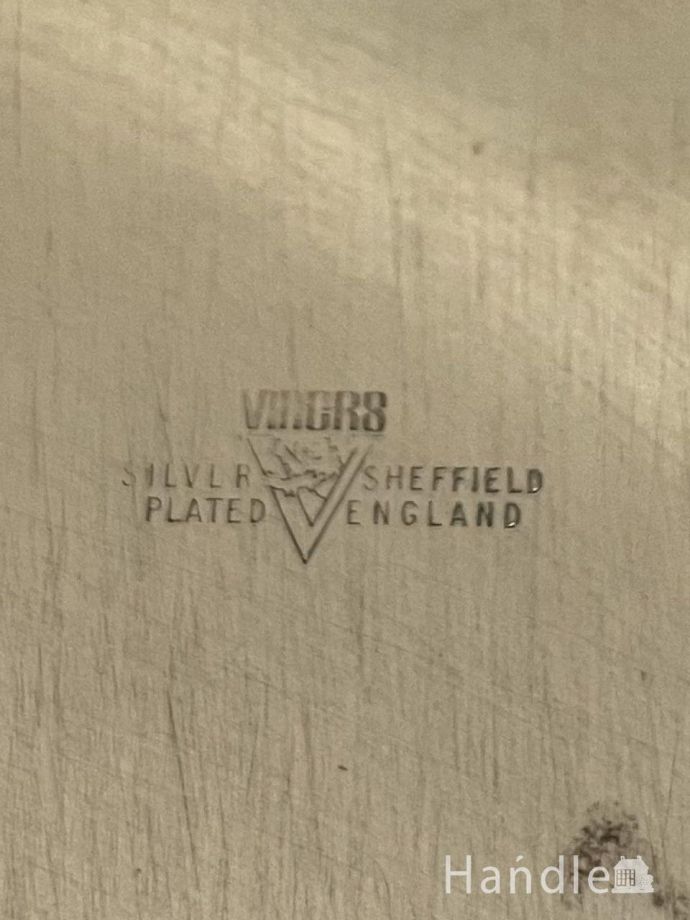 VINERS
SILVER SHEFFIELD
PLATED ENGLAND
Handle